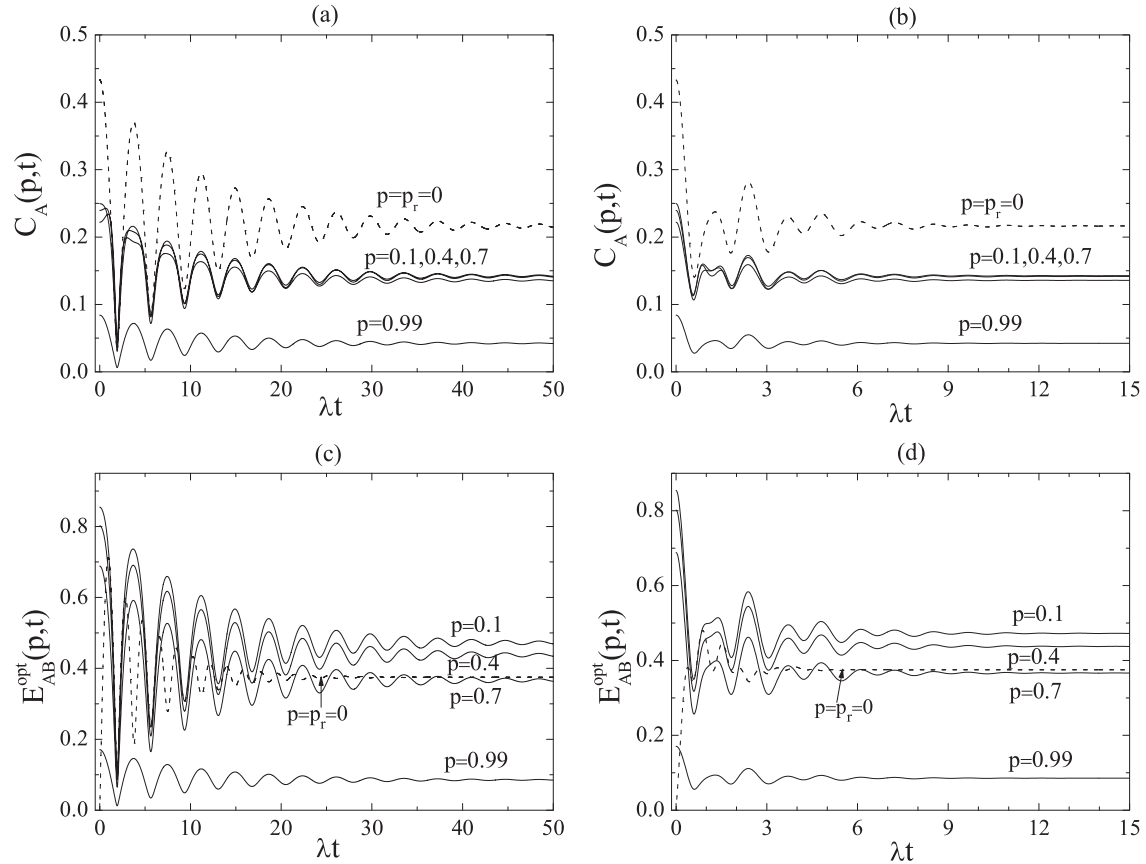 (a)
C_A(p,t)
0.5
0.4
0.3
0.2
0.1
0.0
p=p_r=0
p=0.1,0.4,0.7
p=0.99
0 10 20 30 40 50
λt
(b)
C_A(p,t)
0.5
0.4
0.3
0.2
0.1
0.0
p=p_r=0
p=0.1,0.4,0.7
p=0.99
0 3 6 9 12 15
λt
(c)
E_AB^opt(p,t)
0.8
0.6
0.4
0.2
0.0
p=0.1
p=0.4
p=0.7
p=p_r=0
p=0.99
0 10 20 30 40 50
λt
(d)
E_AB^opt(p,t)
0.8
0.6
0.4
0.2
0.0
p=0.1
p=0.4
p=0.7
p=p_r=0
p=0.99
0 3 6 9 12 15
λt